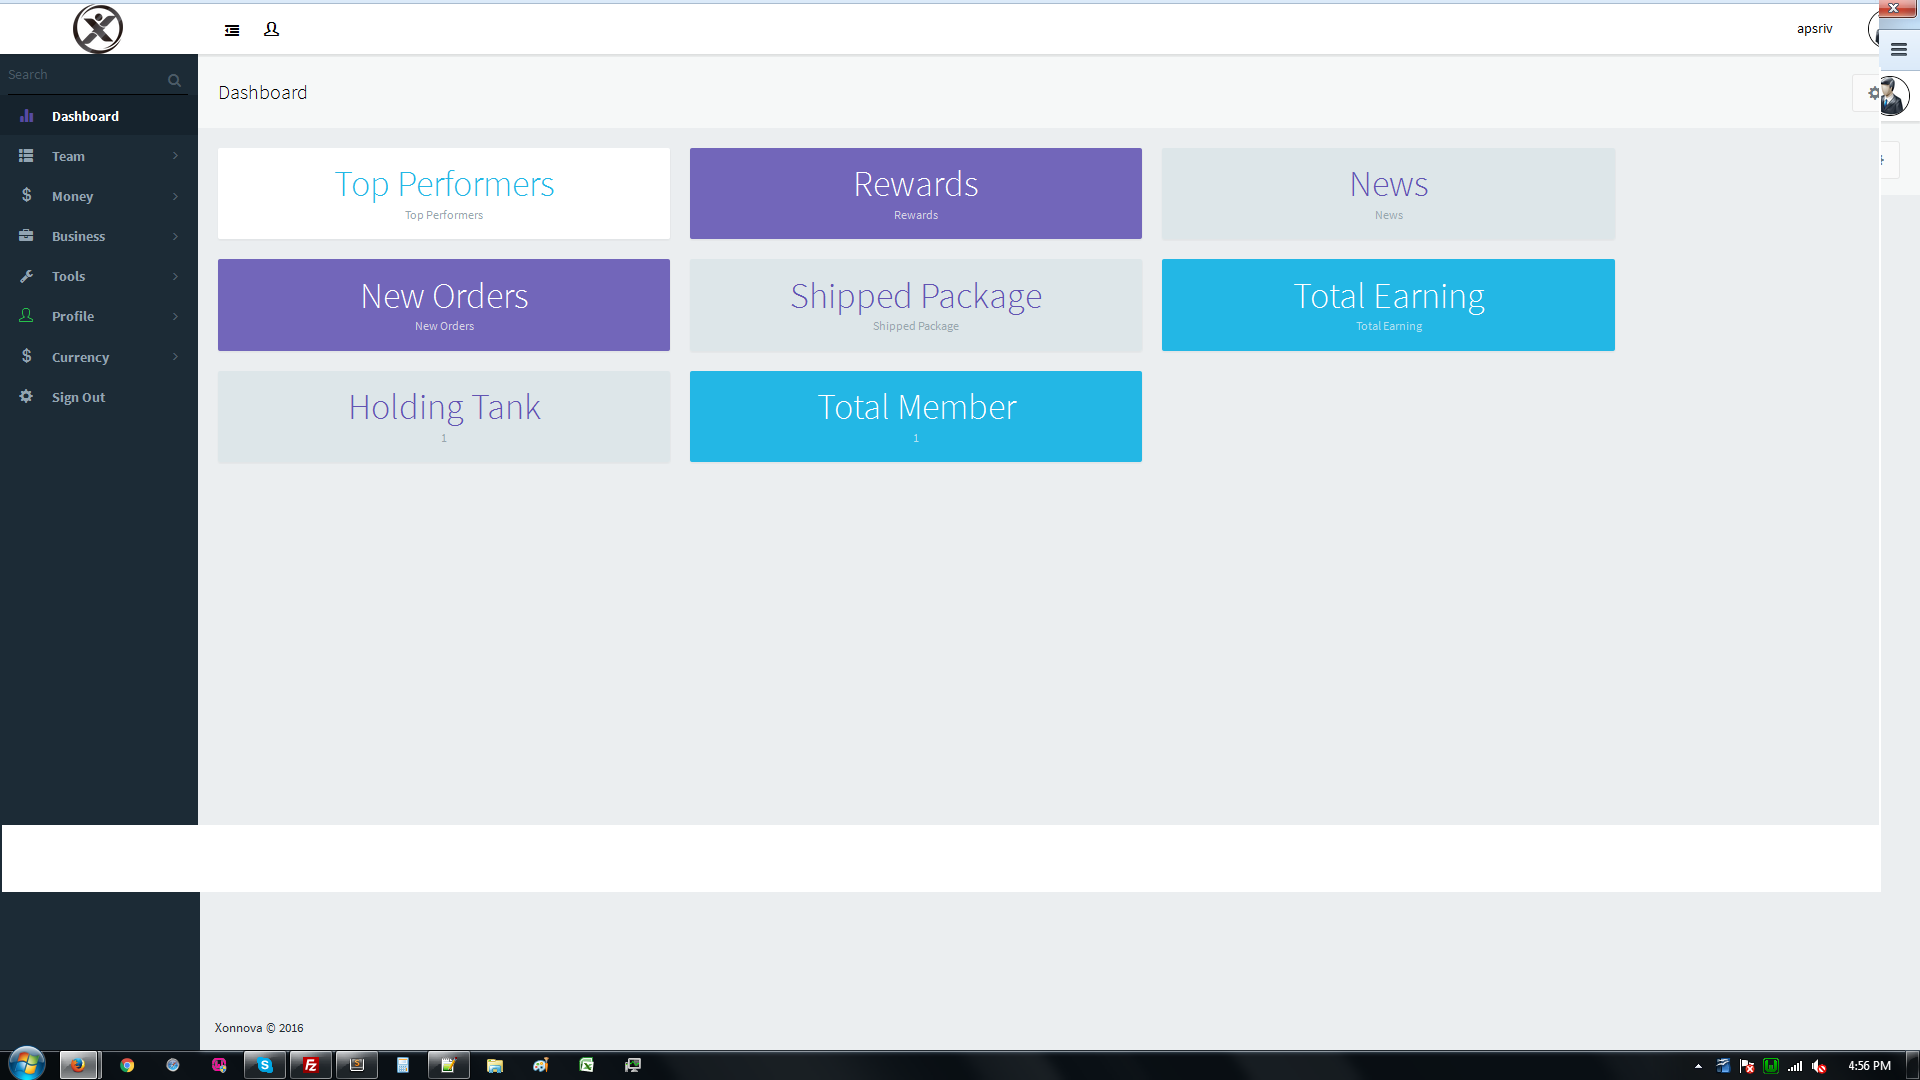 apsriv
Search
Dashboard
Team
Money
Business
Tools
Profile
Currency
Sign Out
Dashboard
Top Performers
Top Performers
Rewards
Rewards
News
News
New Orders
New Orders
Shipped Package
Shipped Package
Total Earning
Total Earning
Holding Tank
1
Total Member
1
Xonnova © 2016
4:56 PM